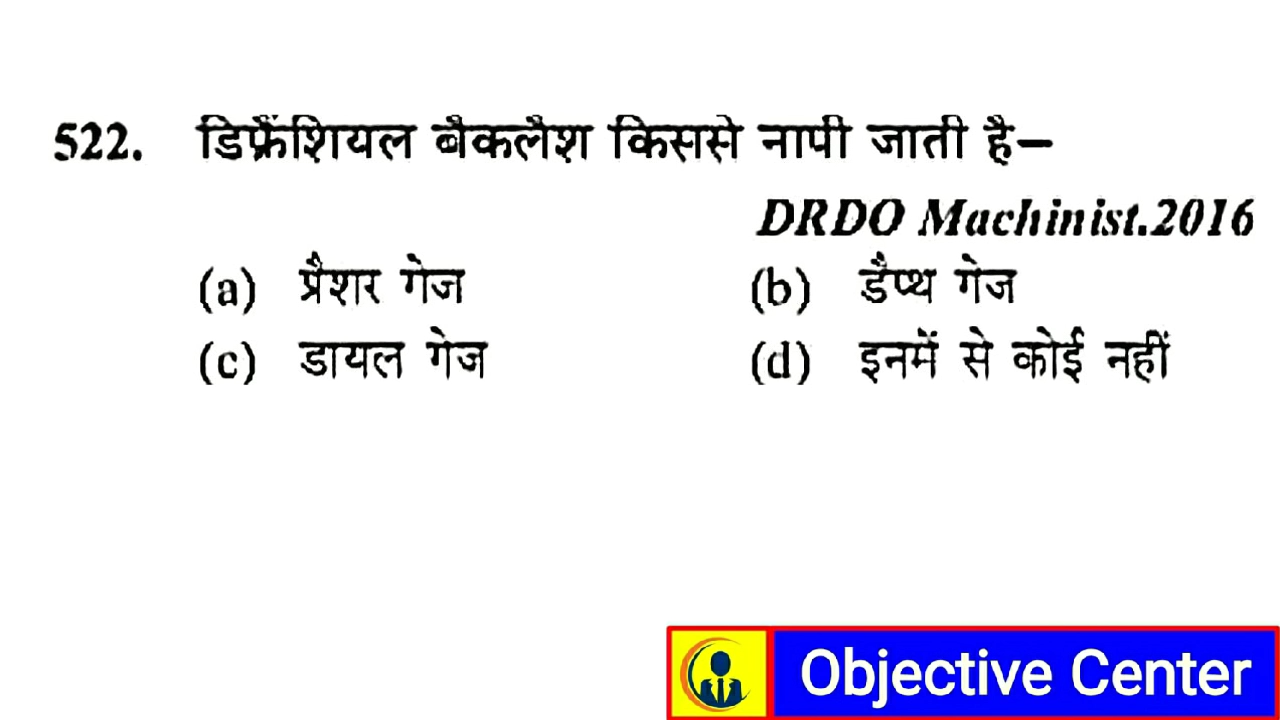 522. डिफ्रेंशियल बैकलैश किससे नापी जाती है–
DRDO Machinist.2016
(a) प्रैशर गेज (b) डैप्थ गेज
(c) डायल गेज (d) इनमें से कोई नहीं
Objective Center